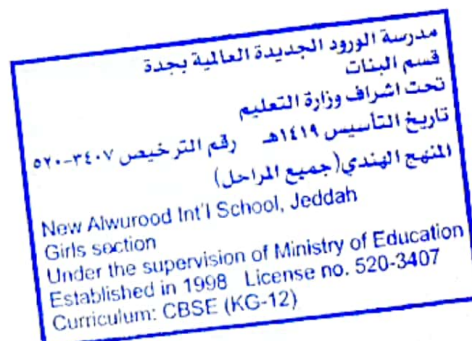 مدرسة الورود الجديدة العالمية بجدة
قسم البنات
تحت اشراف وزارة التعليم
تاريخ التأسيس ١٤١٩هـ رقم الترخيص ٣٤٠٧-٥٢٠
المنهج الهندي(جميع المراحل)
New Alwurood Int'l School, Jeddah
Girls section
Under the supervision of Ministry of Education
Established in 1998 License no. 520-3407
Curriculum: CBSE (KG-12)